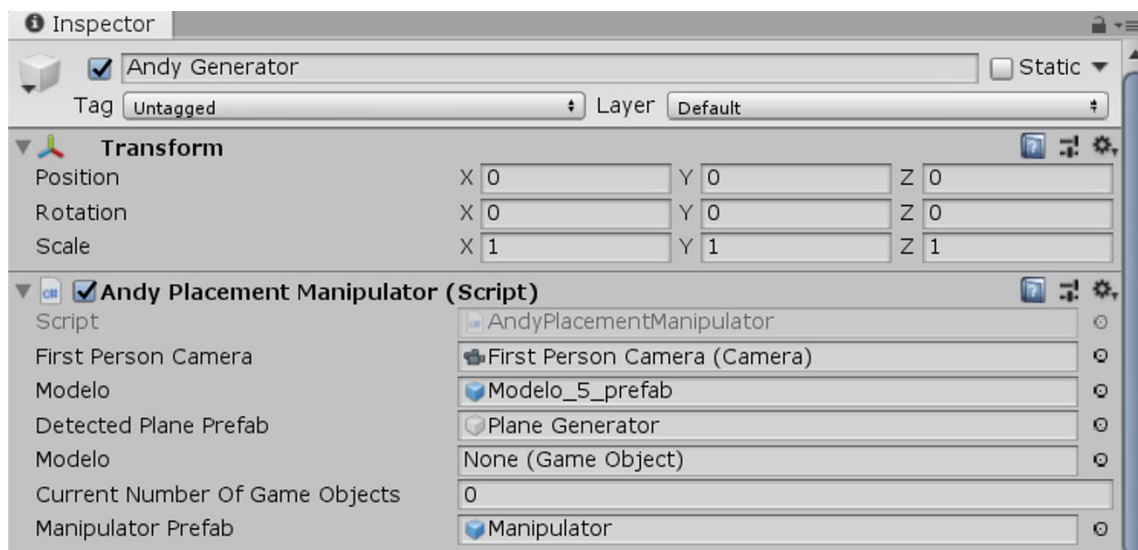 Inspector
Andy Generator Static
Tag Untagged Layer Default
Transform
Position X 0 Y 0 Z 0
Rotation X 0 Y 0 Z 0
Scale X 1 Y 1 Z 1
c# Andy Placement Manipulator (Script)
Script AndyPlacementManipulator
First Person Camera First Person Camera (Camera)
Modelo Modelo_5_prefab
Detected Plane Prefab Plane Generator
Modelo None (Game Object)
Current Number Of Game Objects 0
Manipulator Prefab Manipulator